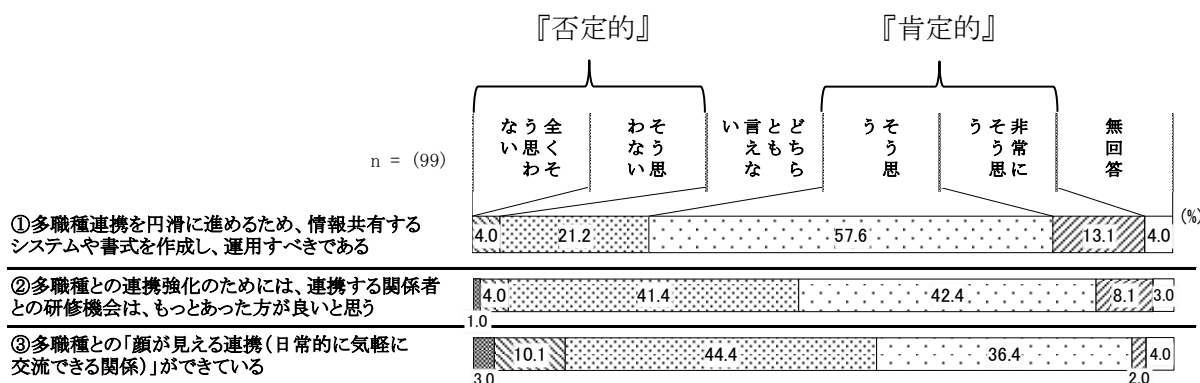 『否定的』 『肯定的』
全くそう思わない そう思わない どちらとも言えない そう思う 非常にそう思う 無回答
n = (99)
(%)
①多職種連携を円滑に進めるため、情報共有する
システムや書式を作成し、運用すべきである
4.0 21.2 57.6 13.1 4.0
②多職種との連携強化のためには、連携する関係者
との研修機会は、もっとあった方が良いと思う
4.0 41.4 42.4 8.1 3.0
1.0
③多職種との「顔が見える連携(日常的に気軽に
交流できる関係)」ができている
10.1 44.4 36.4 4.0
3.0 2.0